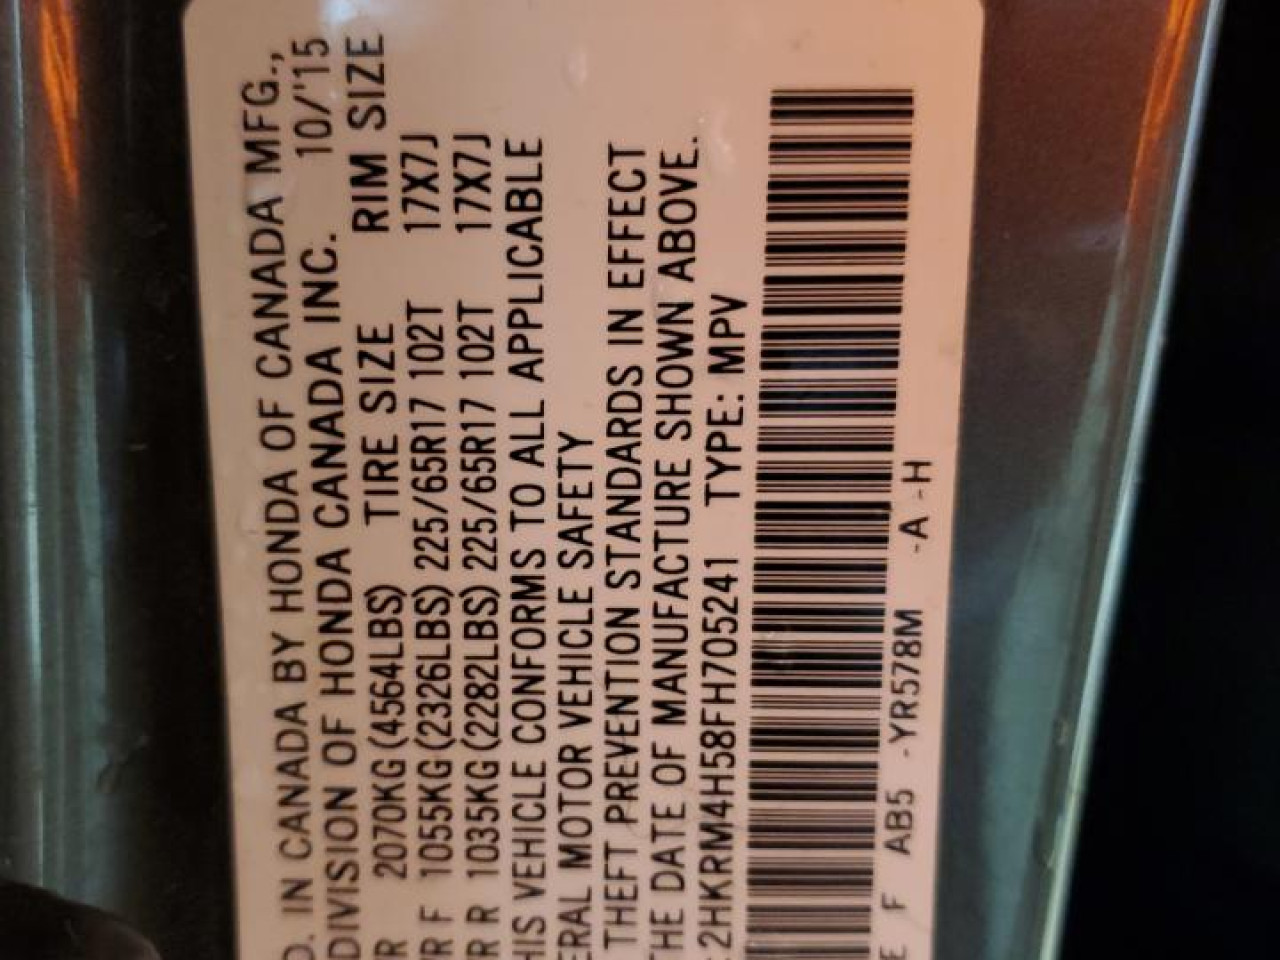 D. IN CANADA BY HONDA OF CANADA MFG.,
DIVISION OF HONDA CANADA INC. 10/'15
R 2070KG(4564LBS) TIRE SIZE RIM SIZE
R F 1055KG(2326LBS) 225/65R17 102T 17X7J
R R 1035KG(2282LBS) 225/65R17 102T 17X7J
HIS VEHICLE CONFORMS TO ALL APPLICABLE
ERAL MOTOR VEHICLE SAFETY
THEFT PREVENTION STANDARDS IN EFFECT
HE DATE OF MANUFACTURE SHOWN ABOVE.
: 2HKRM4H58FH705241 TYPE: MPV
E F AB5 -YR578M -A -H